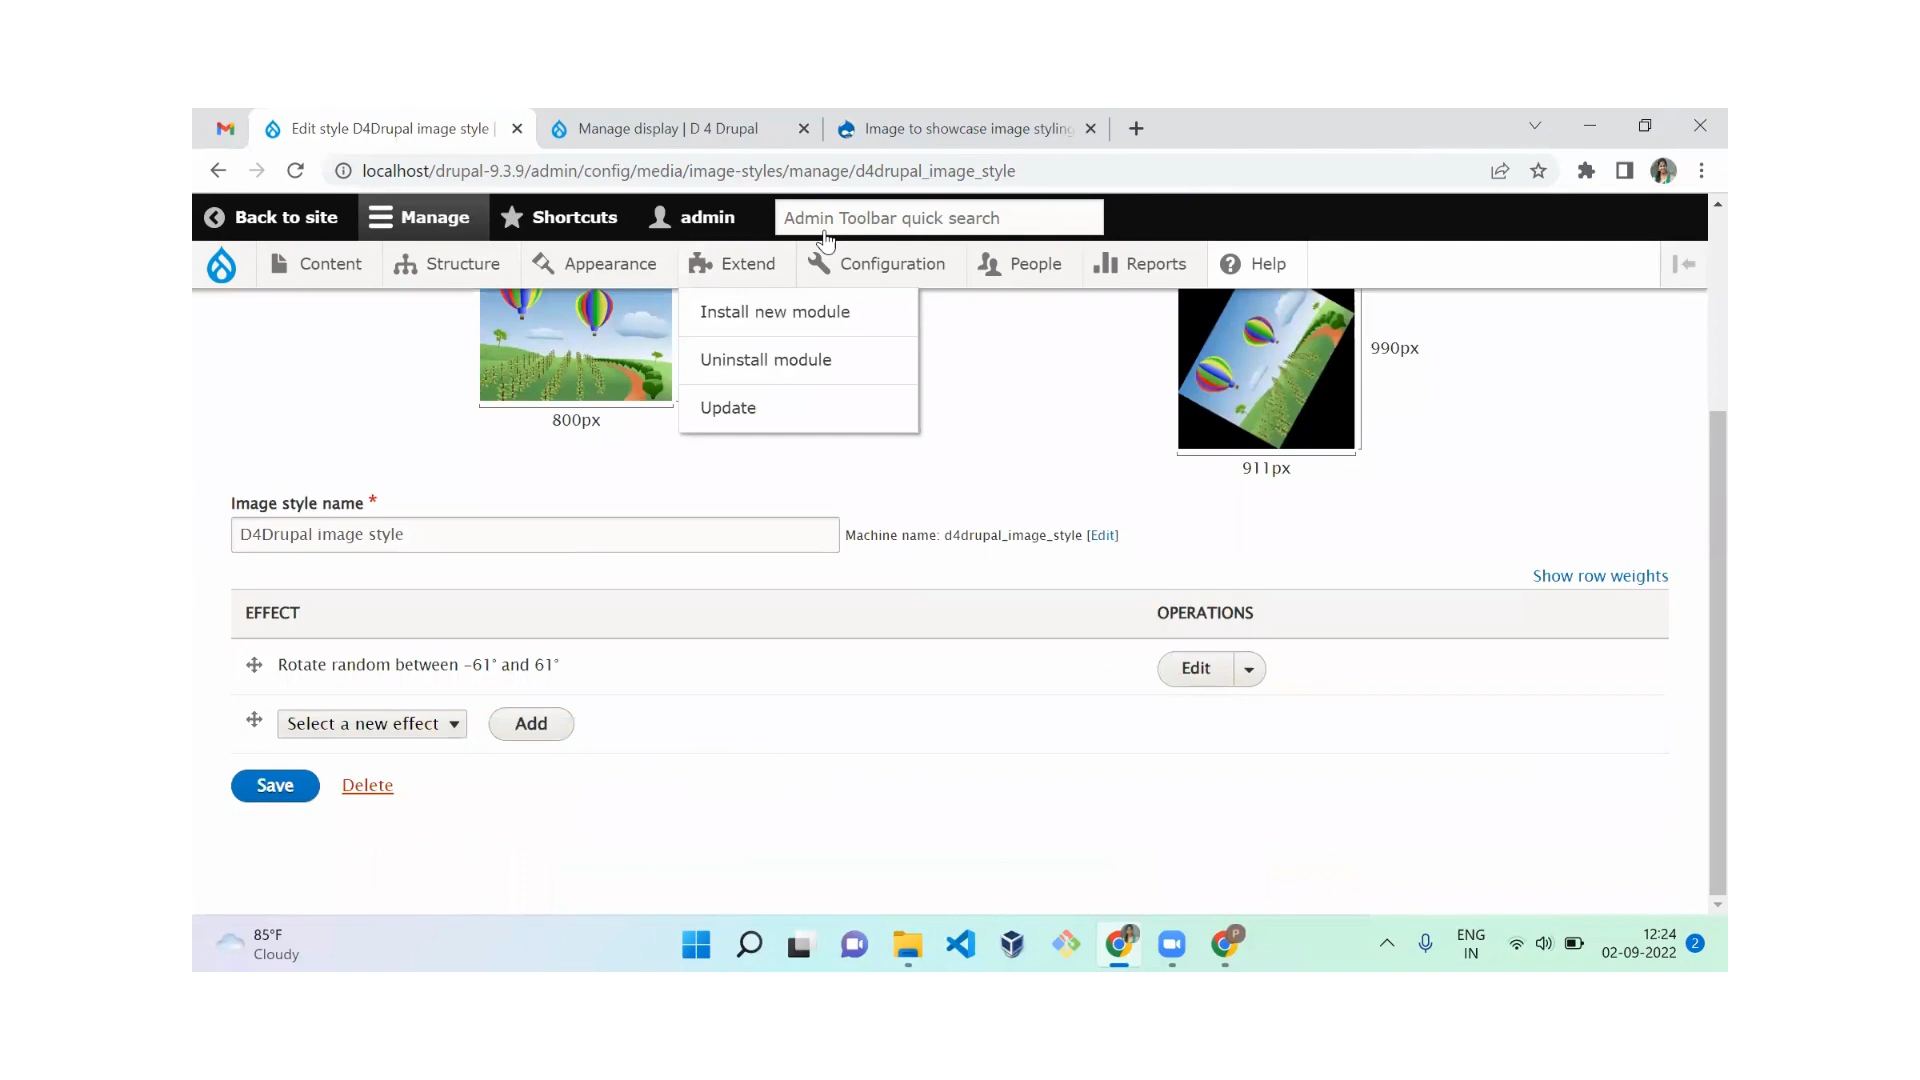 Edit style D4Drupal image style |
Manage display | D 4 Drupal
Image to showcase image styling
localhost/drupal-9.3.9/admin/config/media/image-styles/manage/d4drupal_image_style
Back to site
Manage
Shortcuts
admin
Admin Toolbar quick search
Content
Structure
Appearance
Extend
Configuration
People
Reports
Help
Install new module
Uninstall module
Update
800px
990px
911px
Image style name *
D4Drupal image style
Machine name: d4drupal_image_style [Edit]
Show row weights
EFFECT
OPERATIONS
Rotate random between -61° and 61°
Edit
Select a new effect
Add
Save
Delete
85°F
Cloudy
P
ENG
IN
12:24
02-09-2022
2